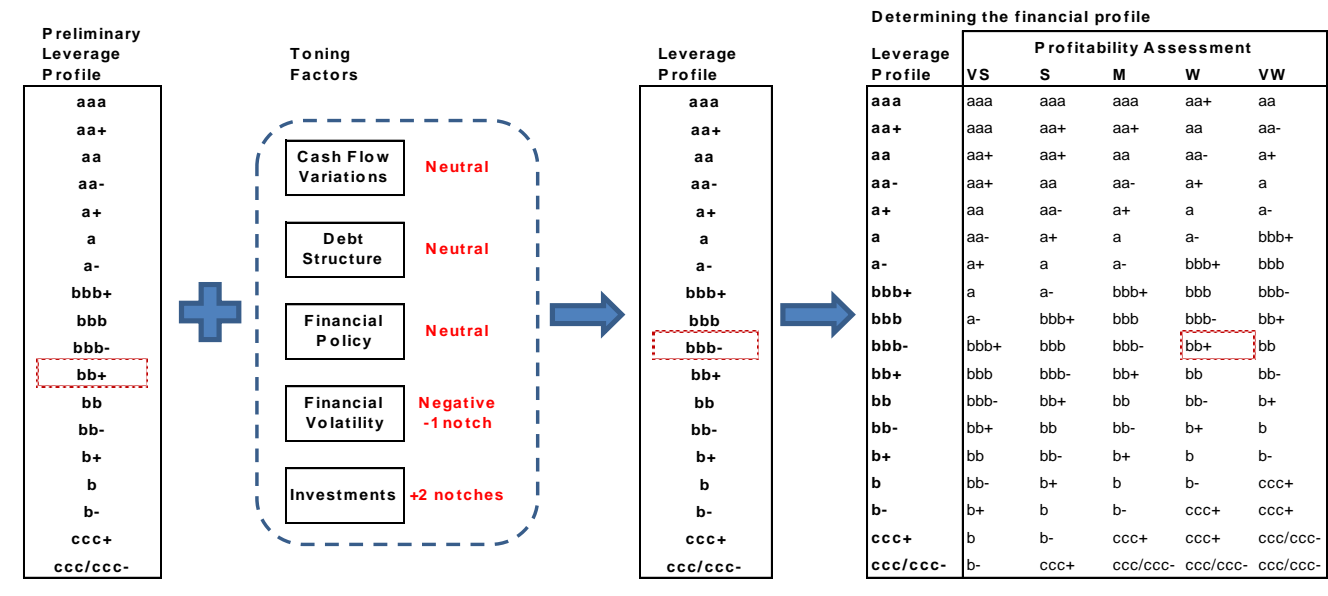 Preliminary
Leverage
Profile
aaa
aa+
aa
aa-
a+
a
a-
bbb+
bbb
bbb-
bb+
bb
bb-
b+
b
b-
ccc+
ccc/ccc-
Toning
Factors
Cash Flow
Variations
Neutral
Debt
Structure
Neutral
Financial
Policy
Neutral
Financial
Volatility
Negative
-1 notch
Investments
+2 notches
Leverage
Profile
aaa
aa+
aa
aa-
a+
a
a-
bbb+
bbb
bbb-
bb+
bb
bb-
b+
b
b-
ccc+
ccc/ccc-
Determining the financial profile
Leverage
Profile
Profitability Assessment
VS S M W VW
aaa aaa aaa aaa aa+ aa
aa+ aaa aa+ aa+ aa aa-
aa aa+ aa+ aa aa- a+
aa- aa+ aa aa- a+ a
a+ aa aa- a+ a a-
a aa- a+ a a- bbb+
a- a+ a a- bbb+ bbb
bbb+ a a- bbb+ bbb bbb-
bbb a- bbb+ bbb bbb- bb+
bbb- bbb+ bbb bbb- bb+ bb
bb+ bbb bbb- bb+ bb bb-
bb bbb- bb+ bb bb- b+
bb- bb+ bb bb- b+ b
b+ bb bb- b+ b b-
b bb- b+ b b- ccc+
b- b+ b b- ccc+ ccc+
ccc+ b b- ccc+ ccc+ ccc/ccc-
ccc/ccc- b- ccc+ ccc/ccc- ccc/ccc- ccc/ccc-